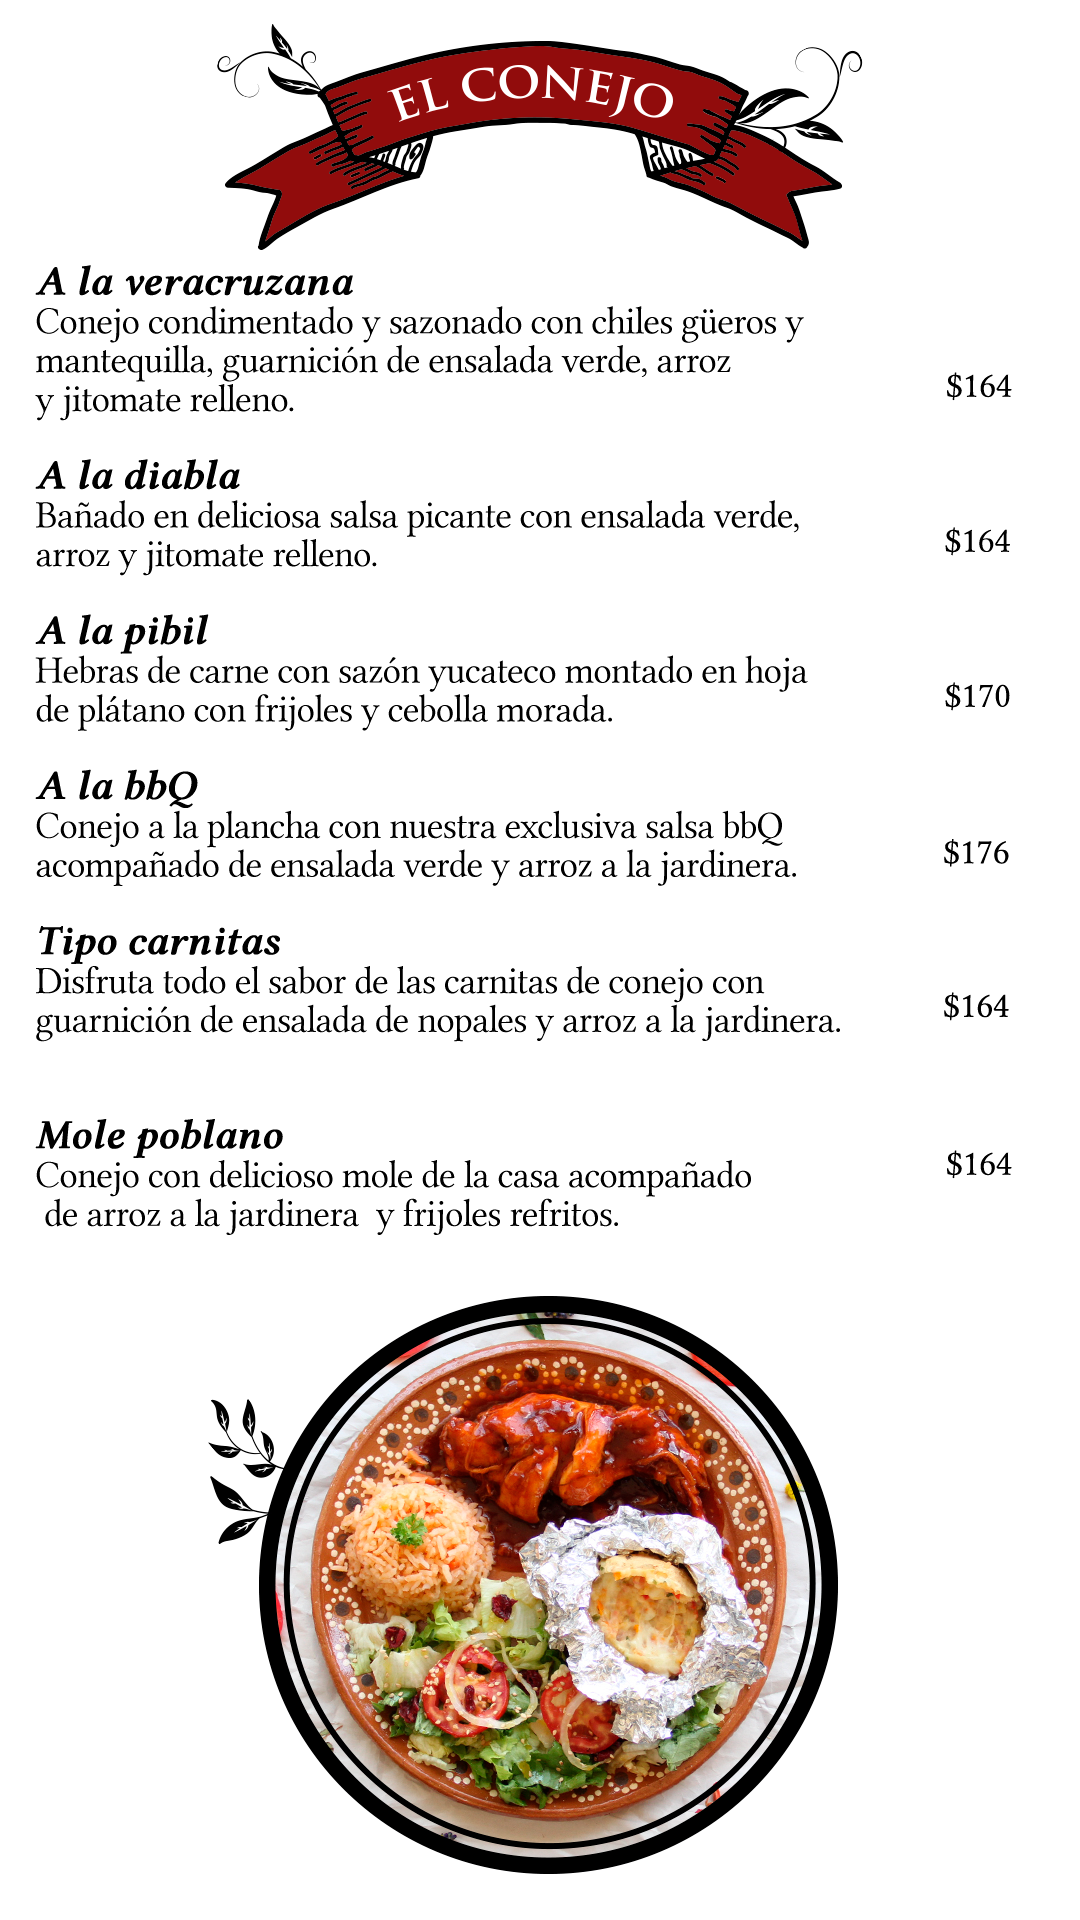 EL CONEJO
A la veracruzana
Conejo condimentado y sazonado con chiles güeros y
mantequilla, guarnición de ensalada verde, arroz
y jitomate relleno.
$164
A la diabla
Bañado en deliciosa salsa picante con ensalada verde,
arroz y jitomate relleno.
$164
A la pibil
Hebras de carne con sazón yucateco montado en hoja
de plátano con frijoles y cebolla morada.
$170
A la bbQ
Conejo a la plancha con nuestra exclusiva salsa bbQ
acompañado de ensalada verde y arroz a la jardinera.
$176
Tipo carnitas
Disfruta todo el sabor de las carnitas de conejo con
guarnición de ensalada de nopales y arroz a la jardinera.
$164
Mole poblano
Conejo con delicioso mole de la casa acompañado
de arroz a la jardinera y frijoles refritos.
$164